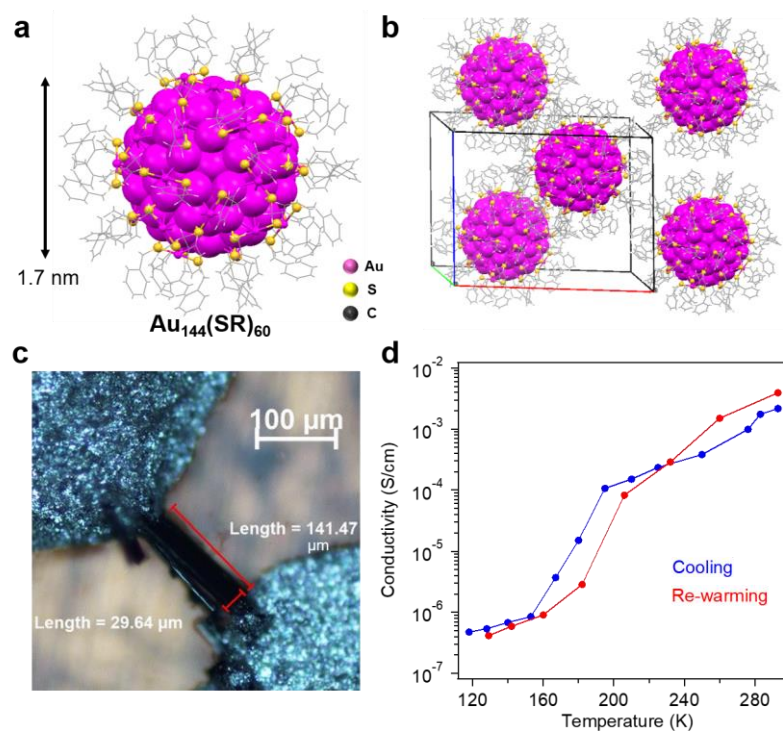 a
1.7 nm
Au
S
C
Au₁₄₄(SR)₆₀
b
c
100 µm
Length = 141.47
µm
Length = 29.64 µm
d
Conductivity (S/cm)
10⁻²
10⁻³
10⁻⁴
10⁻⁵
10⁻⁶
10⁻⁷
Cooling
Re-warming
120 160 200 240 280
Temperature (K)